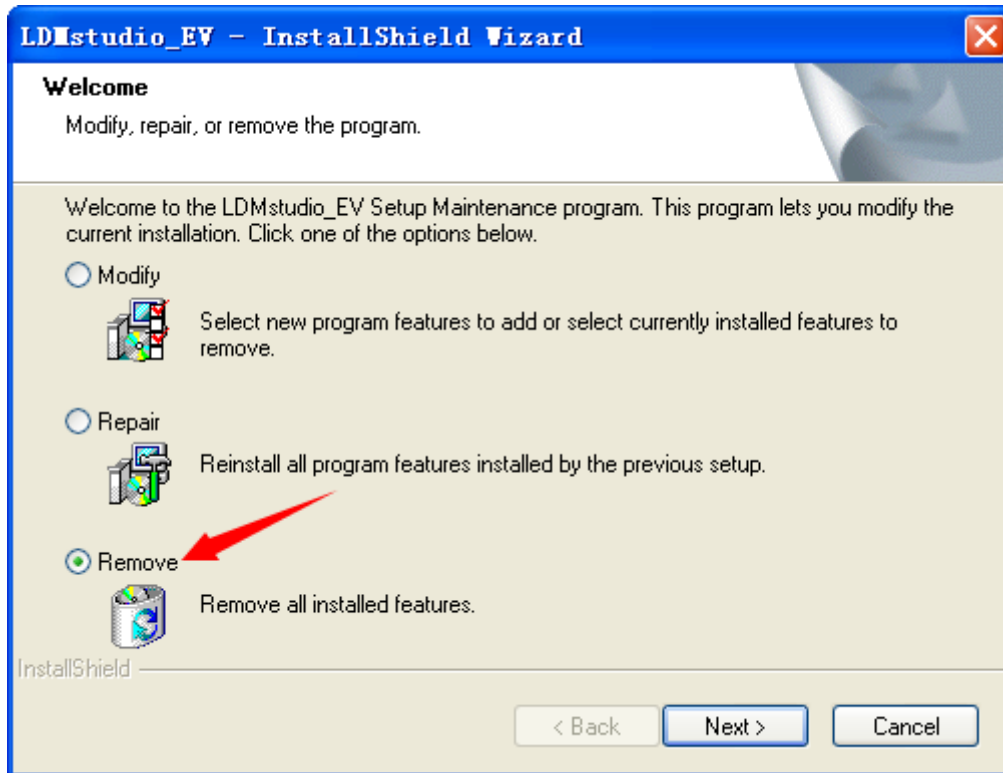 LDMstudio_EV - InstallShield Wizard
Welcome
Modify, repair, or remove the program.
Welcome to the LDMstudio_EV Setup Maintenance program. This program lets you modify the
current installation. Click one of the options below.
Modify
Select new program features to add or select currently installed features to
remove.
Repair
Reinstall all program features installed by the previous setup.
Remove
Remove all installed features.
InstallShield
< Back
Next >
Cancel